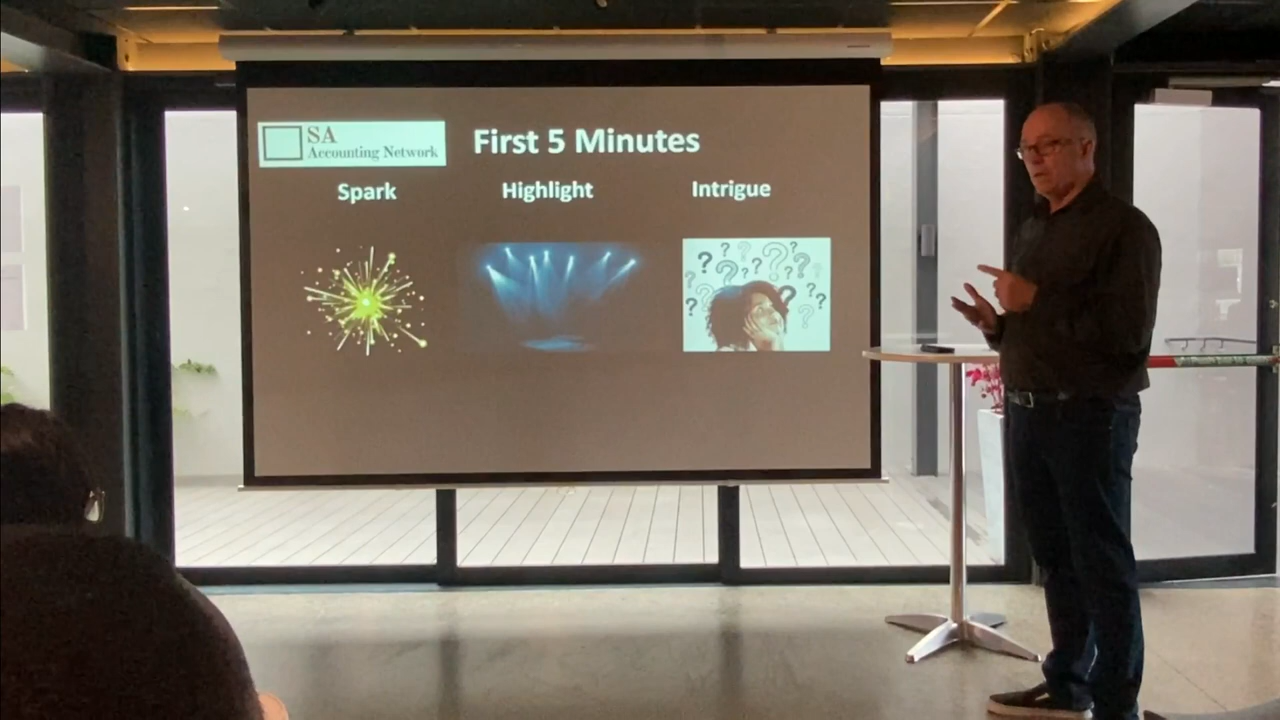 SA
Accounting Network
First 5 Minutes
Spark
Highlight
Intrigue